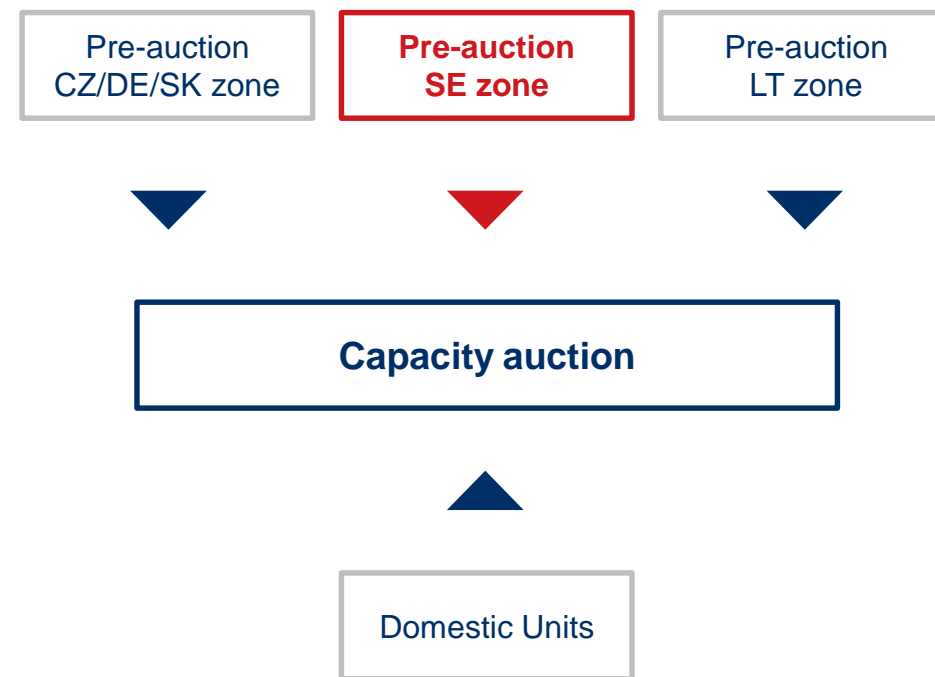 Pre-auction
CZ/DE/SK zone
Pre-auction
SE zone
Pre-auction
LT zone
Capacity auction
Domestic Units